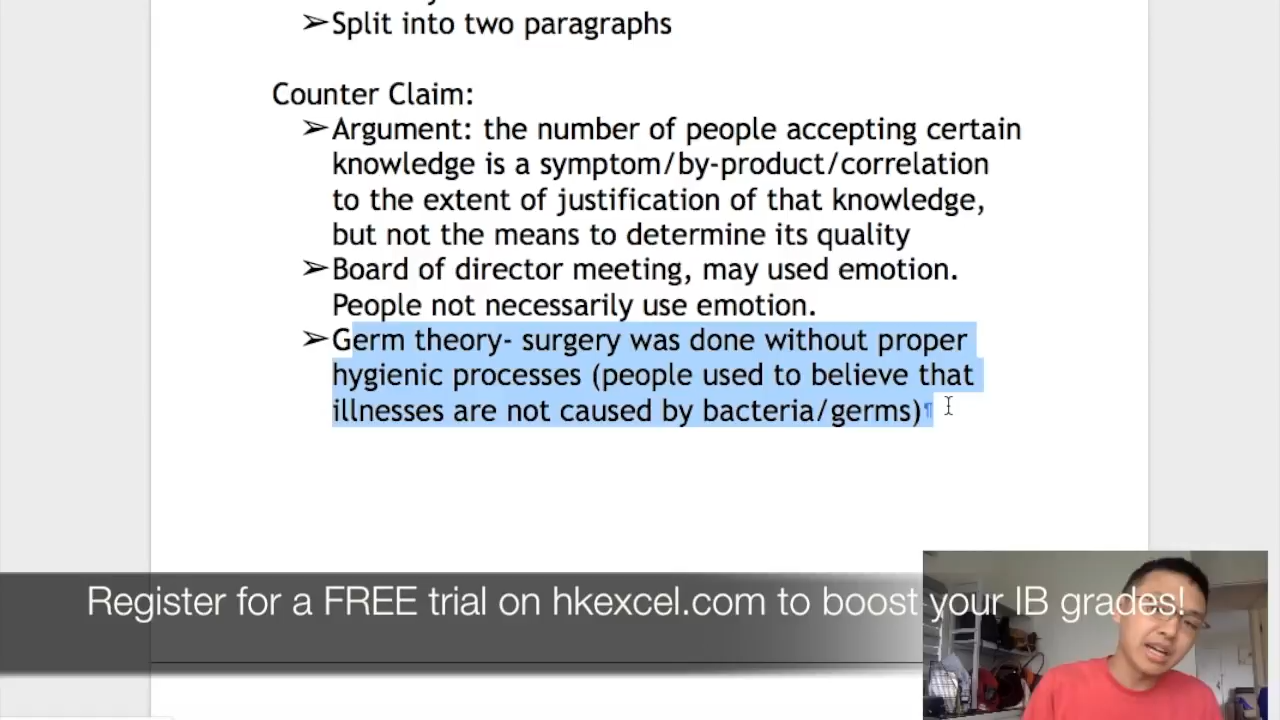 ➢Split into two paragraphs
Counter Claim:
➢Argument: the number of people accepting certain
knowledge is a symptom/by-product/correlation
to the extent of justification of that knowledge,
but not the means to determine its quality
➢Board of director meeting, may used emotion.
People not necessarily use emotion.
➢Germ theory- surgery was done without proper
hygienic processes (people used to believe that
illnesses are not caused by bacteria/germs)¶
Register for a FREE trial on hkexcel.com to boost your IB grades!